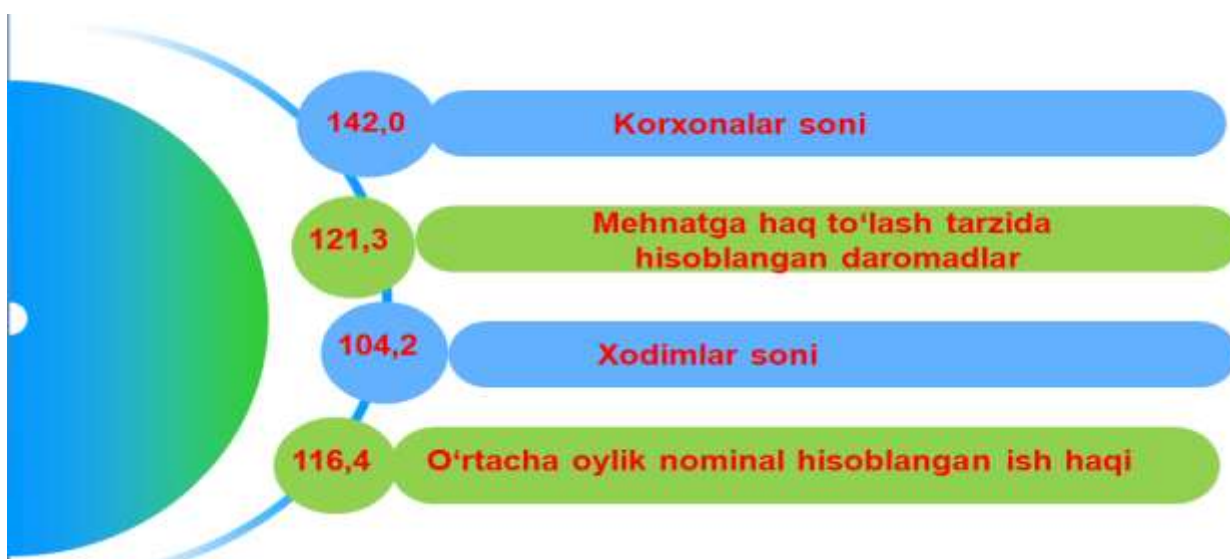 142,0
Korxonalar soni
121,3
Mehnatga haq to‘lash tarzida
hisoblangan daromadlar
104,2
Xodimlar soni
116,4
O‘rtacha oylik nominal hisoblangan ish haqi